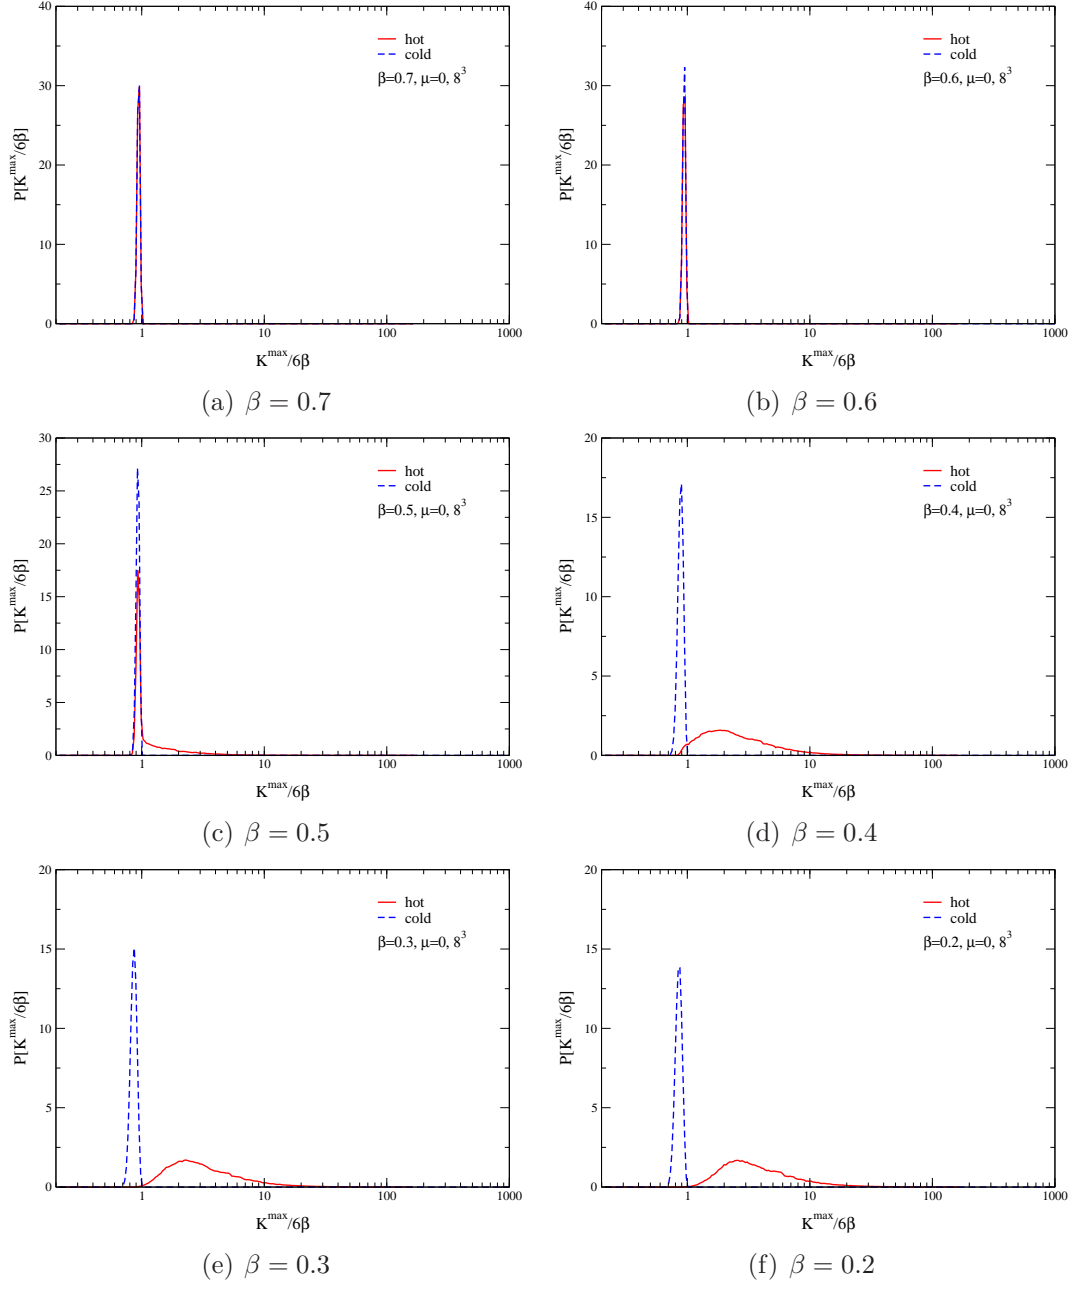 40
30
20
10
0
1
10
100
1000
P[K^max/6β]
K^max/6β
hot
cold
β=0.7, μ=0, 8^3
(a) β = 0.7
40
30
20
10
0
1
10
100
1000
P[K^max/6β]
K^max/6β
hot
cold
β=0.6, μ=0, 8^3
(b) β = 0.6
30
25
20
15
10
5
0
1
10
100
1000
P[K^max/6β]
K^max/6β
hot
cold
β=0.5, μ=0, 8^3
(c) β = 0.5
20
15
10
5
0
1
10
100
1000
P[K^max/6β]
K^max/6β
hot
cold
β=0.4, μ=0, 8^3
(d) β = 0.4
20
15
10
5
0
1
10
100
1000
P[K^max/6β]
K^max/6β
hot
cold
β=0.3, μ=0, 8^3
(e) β = 0.3
20
15
10
5
0
1
10
100
1000
P[K^max/6β]
K^max/6β
hot
cold
β=0.2, μ=0, 8^3
(f) β = 0.2